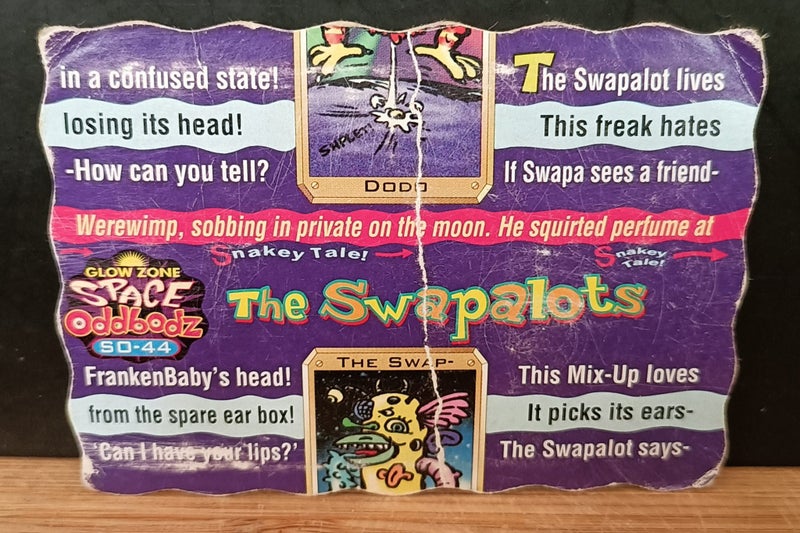 in a confused state!
The Swapalot lives
losing its head!
This freak hates
-How can you tell?
If Swapa sees a friend-
SHPLETT!
DODO
Werewimp, sobbing in private on the moon. He squirted perfume at
Snakey Tale!
Snakey
Tale!
GLOW ZONE
SPACE
Oddbodz
SO-44
The Swapalots
THE SWAP-
FrankenBaby's head!
This Mix-Up loves
from the spare ear box!
It picks its ears-
'Can I have your lips?'
The Swapalot says-